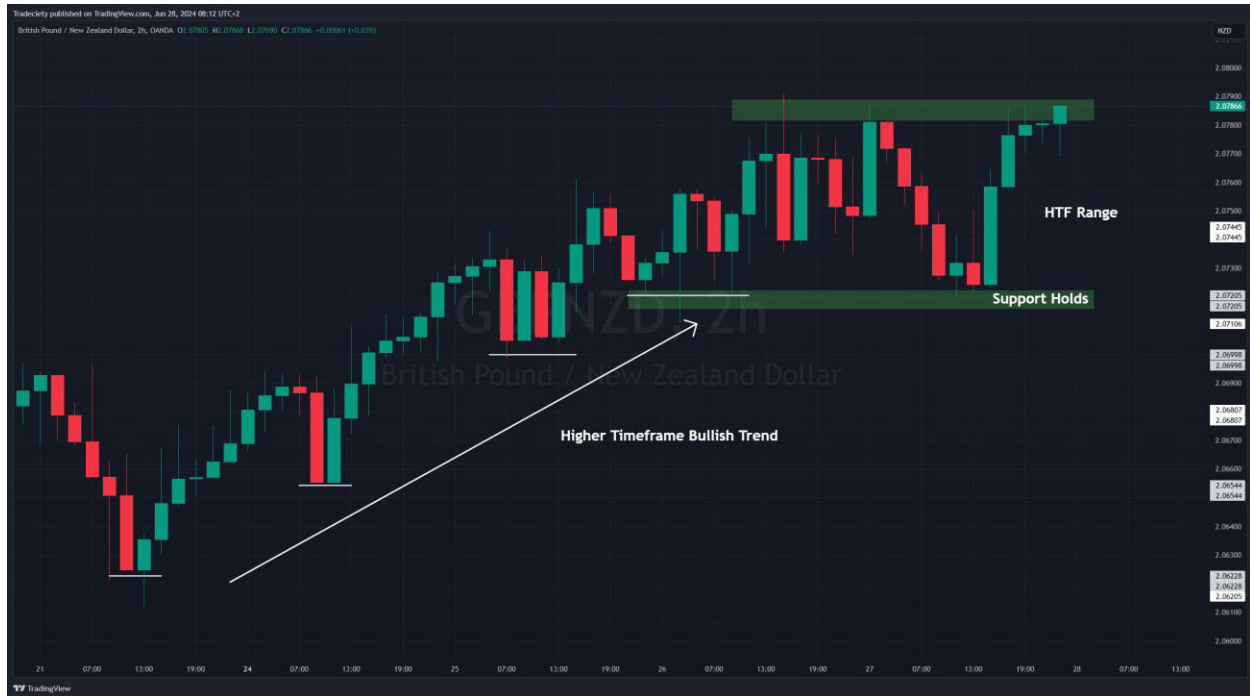 Tradeciety published on TradingView.com, Jun 28, 2024 08:12 UTC+2
British Pound / New Zealand Dollar, 2h, OANDA O2.07805 H2.07868 L2.07690 C2.07866 +0.00061 (+0.03%)
NZD
2.08000
2.07900
2.07866
2.07800
2.07700
2.07600
HTF Range
2.07500
2.07445
2.07445
2.07300
Support Holds
2.07205
2.07205
GBPNZD, 2h
2.07106
2.06998
2.06998
British Pound / New Zealand Dollar
2.06900
2.06807
2.06807
Higher Timeframe Bullish Trend
2.06700
2.06600
2.06544
2.06544
2.06400
2.06300
2.06228
2.06228
2.06205
2.06100
2.06000
21 07:00 13:00 19:00 24 07:00 13:00 19:00 25 07:00 13:00 19:00 26 07:00 13:00 19:00 27 07:00 13:00 19:00 28 07:00 13:00
TradingView